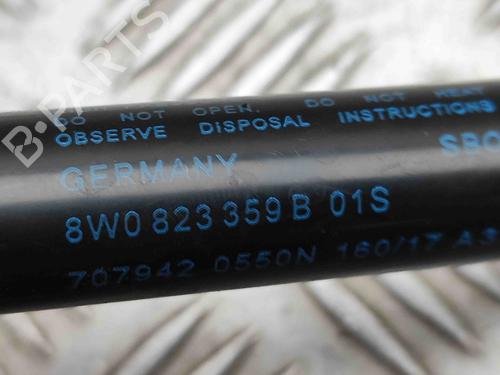 DO NOT OPEN. DO NOT HEAT
OBSERVE DISPOSAL INSTRUCTIONS
GERMANY
8W0 823 359 B 01S
707942 0550N 160/17 A3
B-PARTS